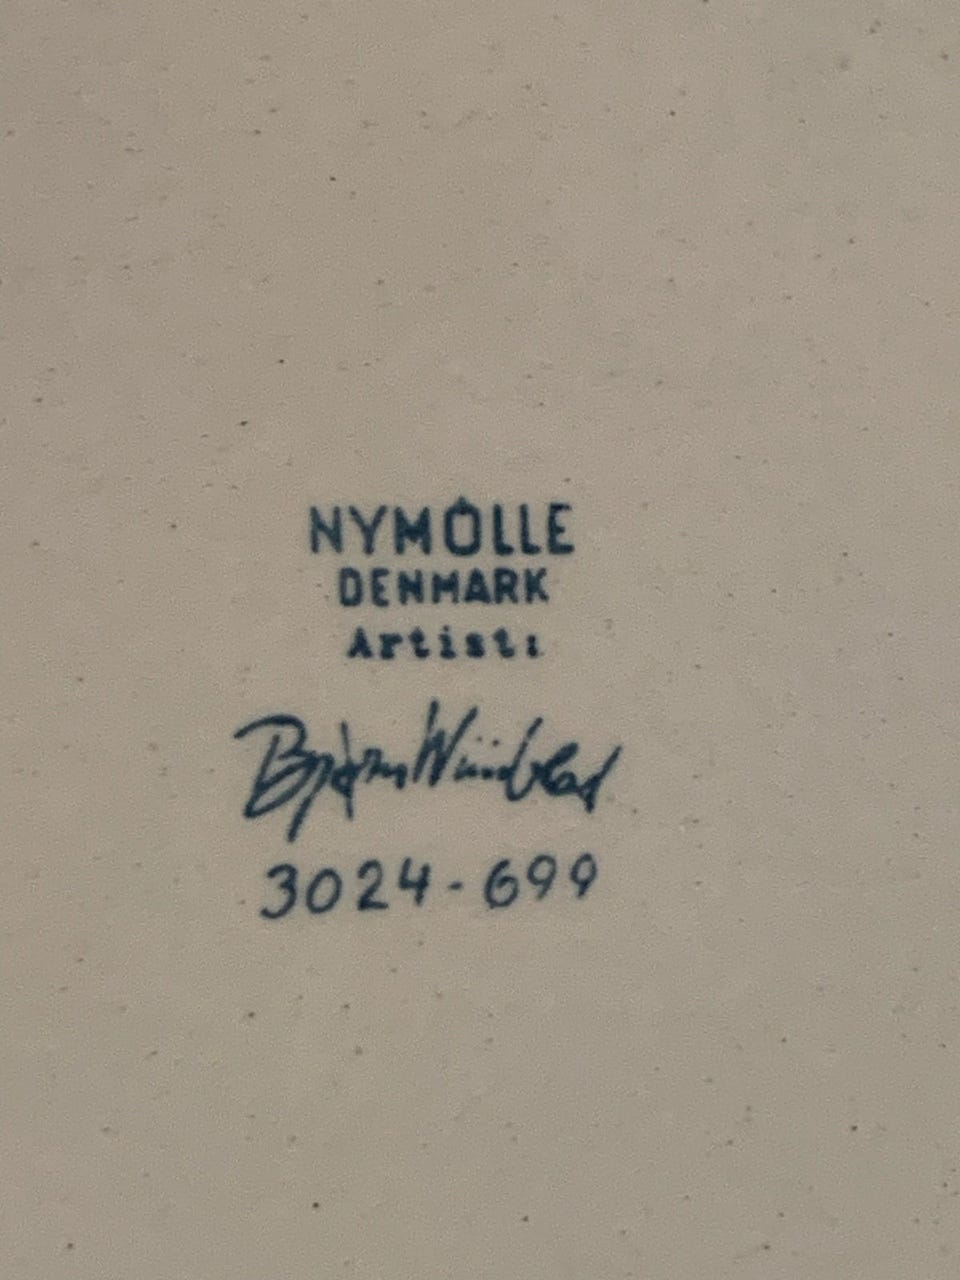 NYMÖLLE
DENMARK
Artist:
Bjørn Wiinblad
3024-699